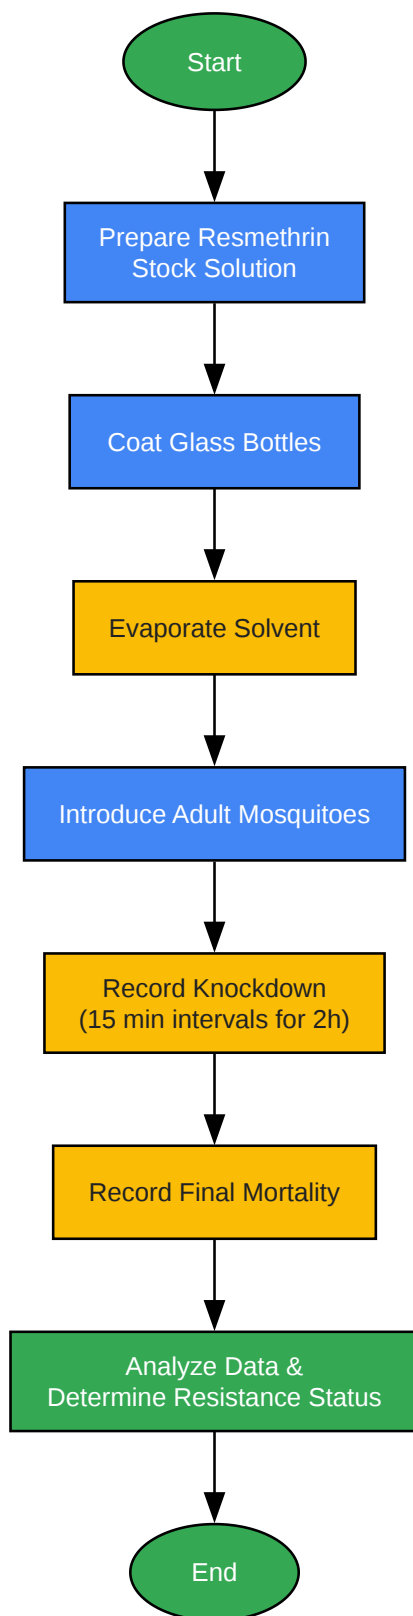 Start
Prepare Resmethrin
Stock Solution
Coat Glass Bottles
Evaporate Solvent
Introduce Adult Mosquitoes
Record Knockdown
(15 min intervals for 2h)
Record Final Mortality
Analyze Data &
Determine Resistance Status
End